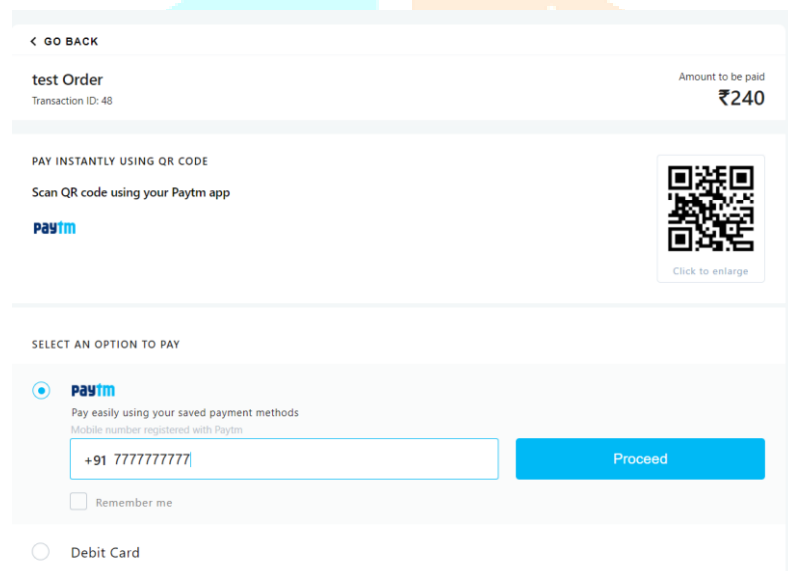 GO BACK
test Order
Transaction ID: 48
Amount to be paid
₹240
PAY INSTANTLY USING QR CODE
Scan QR code using your Paytm app
paytm
Click to enlarge
SELECT AN OPTION TO PAY
paytm
Pay easily using your saved payment methods
Mobile number registered with Paytm
+91 7777777777
Proceed
Remember me
Debit Card